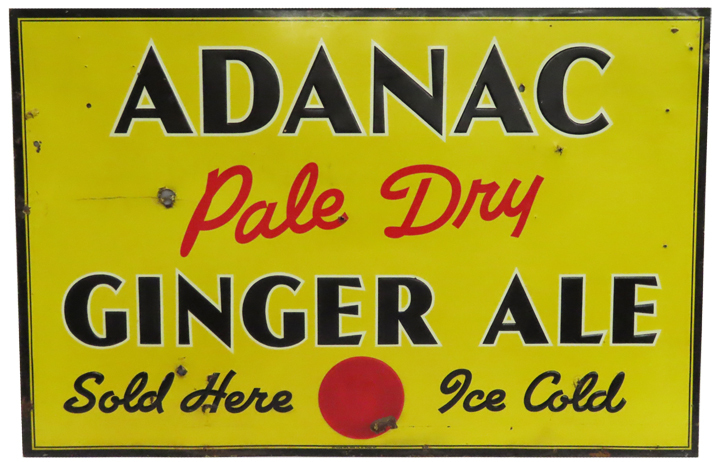 ADANAC
Pale Dry
GINGER ALE
Sold Here Ice Cold